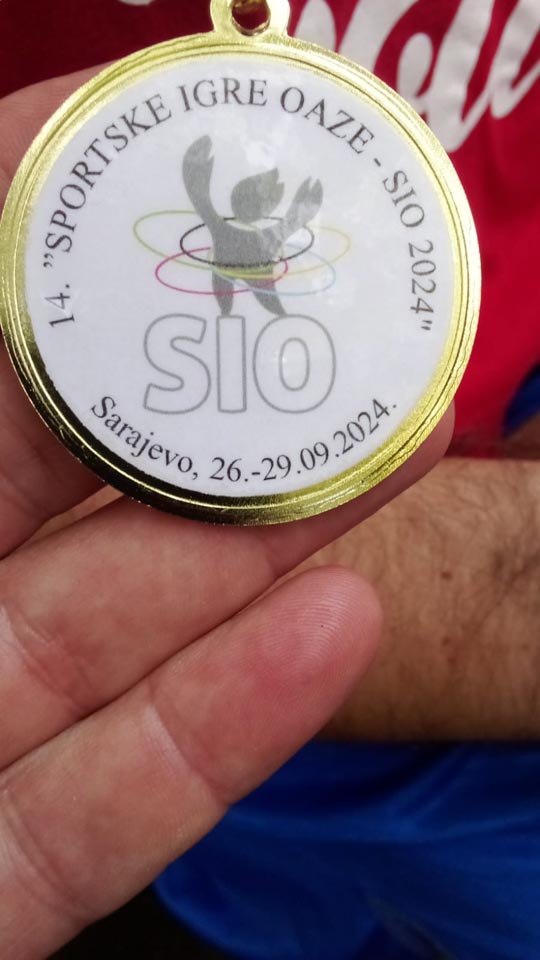 14. "SPORTSKE IGRE OAZE - SIO 2024"
SIO
Sarajevo, 26.-29.09.2024.